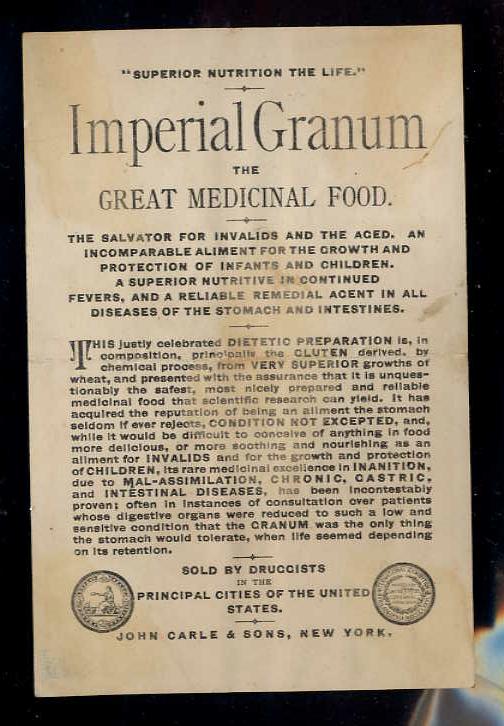 "SUPERIOR NUTRITION THE LIFE."
Imperial Granum
THE
GREAT MEDICINAL FOOD.
THE SALVATOR FOR INVALIDS AND THE AGED. AN
INCOMPARABLE ALIMENT FOR THE GROWTH AND
PROTECTION OF INFANTS AND CHILDREN.
A SUPERIOR NUTRITIVE IN CONTINUED
FEVERS, AND A RELIABLE REMEDIAL AGENT IN ALL
DISEASES OF THE STOMACH AND INTESTINES.
THIS justly celebrated DIETETIC PREPARATION is, in
composition, principally the GLUTEN derived, by
chemical process, from VERY SUPERIOR growths of
wheat, and presented with the assurance that it is unques-
tionably the safest, most nicely prepared and reliable
medicinal food that scientific research can yield. It has
acquired the reputation of being an aliment the stomach
seldom if ever rejects, CONDITION NOT EXCEPTED, and,
while it would be difficult to conceive of anything in food
more delicious, or more soothing and nourishing as an
aliment for INVALIDS and for the growth and protection
of CHILDREN, its rare medicinal excellence in INANITION,
due to MAL-ASSIMILATION, CHRONIC, GASTRIC,
and INTESTINAL DISEASES, has been incontestably
proven; often in instances of consultation over patients
whose digestive organs were reduced to such a low and
sensitive condition that the GRANUM was the only thing
the stomach would tolerate, when life seemed depending
on its retention.
SOLD BY DRUGGISTS
IN THE
PRINCIPAL CITIES OF THE UNITED
STATES.
JOHN CARLE & SONS, NEW YORK.